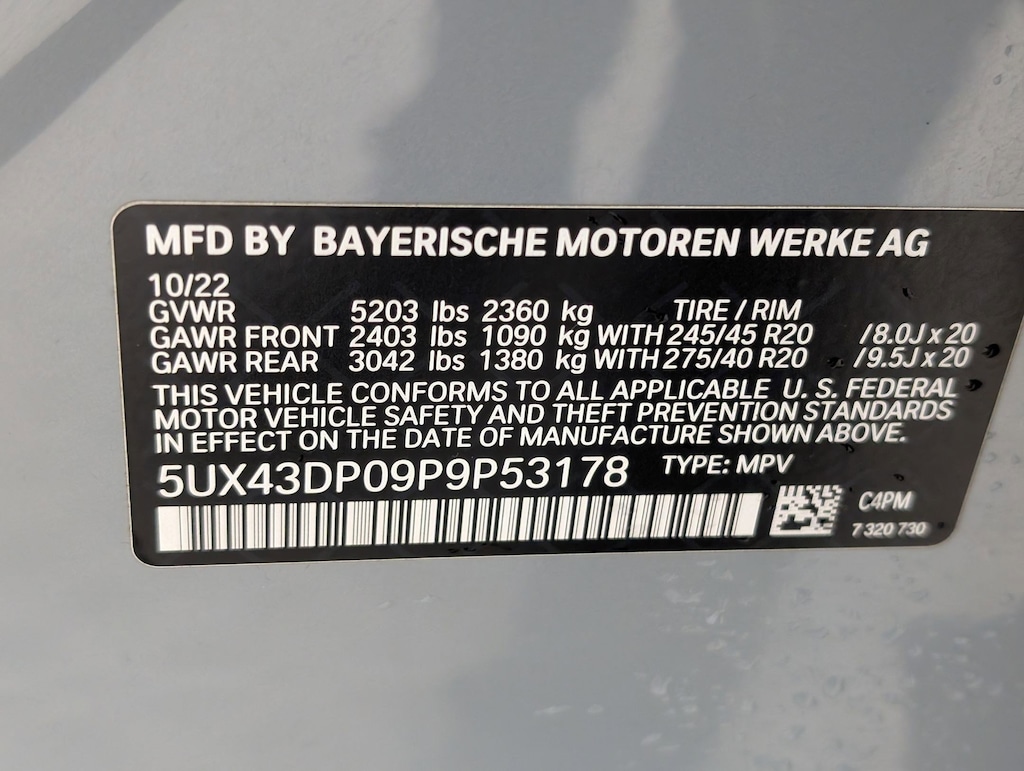 MFD BY BAYERISCHE MOTOREN WERKE AG
10/22
GVWR 5203 lbs 2360 kg TIRE / RIM
GAWR FRONT 2403 lbs 1090 kg WITH 245/45 R20 /8.0J x 20
GAWR REAR 3042 lbs 1380 kg WITH 275/40 R20 /9.5J x 20
THIS VEHICLE CONFORMS TO ALL APPLICABLE U. S. FEDERAL
MOTOR VEHICLE SAFETY AND THEFT PREVENTION STANDARDS
IN EFFECT ON THE DATE OF MANUFACTURE SHOWN ABOVE.
5UX43DP09P9P53178 TYPE: MPV
C4PM
7 320 730